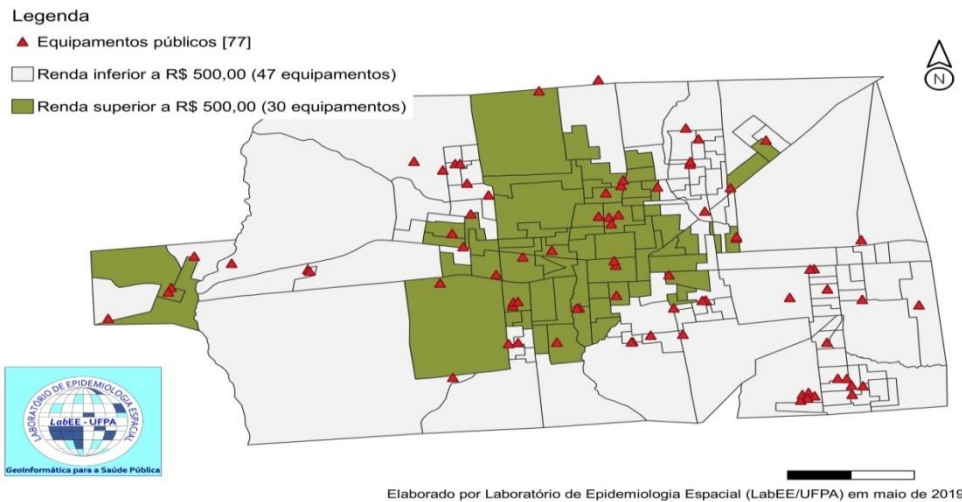 Legenda
Equipamentos públicos [77]
Renda inferior a R$ 500,00 (47 equipamentos)
Renda superior a R$ 500,00 (30 equipamentos)
N
LABORATÓRIO DE EPIDEMIOLOGIA ESPACIAL
LabEE - UFPA
GeoInformática para a Saúde Pública
Elaborado por Laboratório de Epidemiologia Espacial (LabEE/UFPA) em maio de 2019